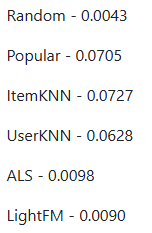 Random - 0.0043
Popular - 0.0705
ItemKNN - 0.0727
UserKNN - 0.0628
ALS - 0.0098
LightFM - 0.0090